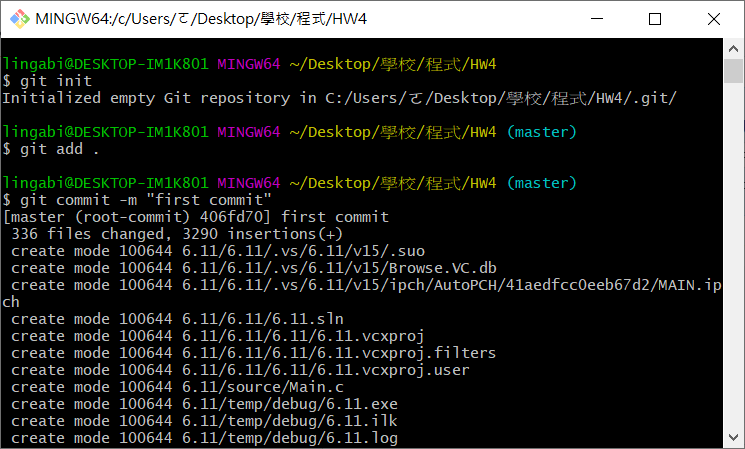 MINGW64:/c/Users/ㄛ/Desktop/學校/程式/HW4
lingabi@DESKTOP-IM1K801 MINGW64 ~/Desktop/學校/程式/HW4
$ git init
Initialized empty Git repository in C:/Users/ㄛ/Desktop/學校/程式/HW4/.git/
lingabi@DESKTOP-IM1K801 MINGW64 ~/Desktop/學校/程式/HW4 (master)
$ git add .
lingabi@DESKTOP-IM1K801 MINGW64 ~/Desktop/學校/程式/HW4 (master)
$ git commit -m "first commit"
[master (root-commit) 406fd70] first commit
 336 files changed, 3290 insertions(+)
 create mode 100644 6.11/6.11/.vs/6.11/v15/.suo
 create mode 100644 6.11/6.11/.vs/6.11/v15/Browse.VC.db
 create mode 100644 6.11/6.11/.vs/6.11/v15/ipch/AutoPCH/41aedfcc0eeb67d2/MAIN.ip
ch
 create mode 100644 6.11/6.11/6.11.sln
 create mode 100644 6.11/6.11/6.11/6.11.vcxproj
 create mode 100644 6.11/6.11/6.11/6.11.vcxproj.filters
 create mode 100644 6.11/6.11/6.11/6.11.vcxproj.user
 create mode 100644 6.11/source/Main.c
 create mode 100644 6.11/temp/debug/6.11.exe
 create mode 100644 6.11/temp/debug/6.11.ilk
 create mode 100644 6.11/temp/debug/6.11.log